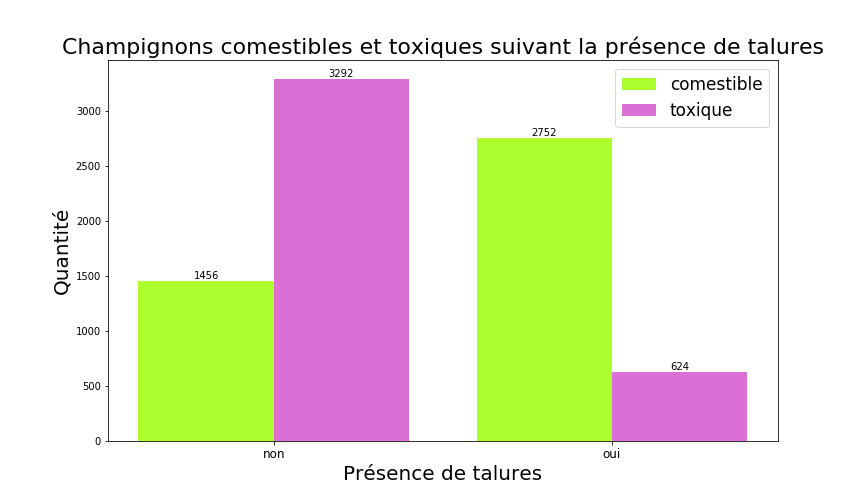 Champignons comestibles et toxiques suivant la présence de talures
comestible
toxique
3292
2752
1456
624
3000
2500
2000
1500
1000
500
0
Quantité
non
oui
Présence de talures